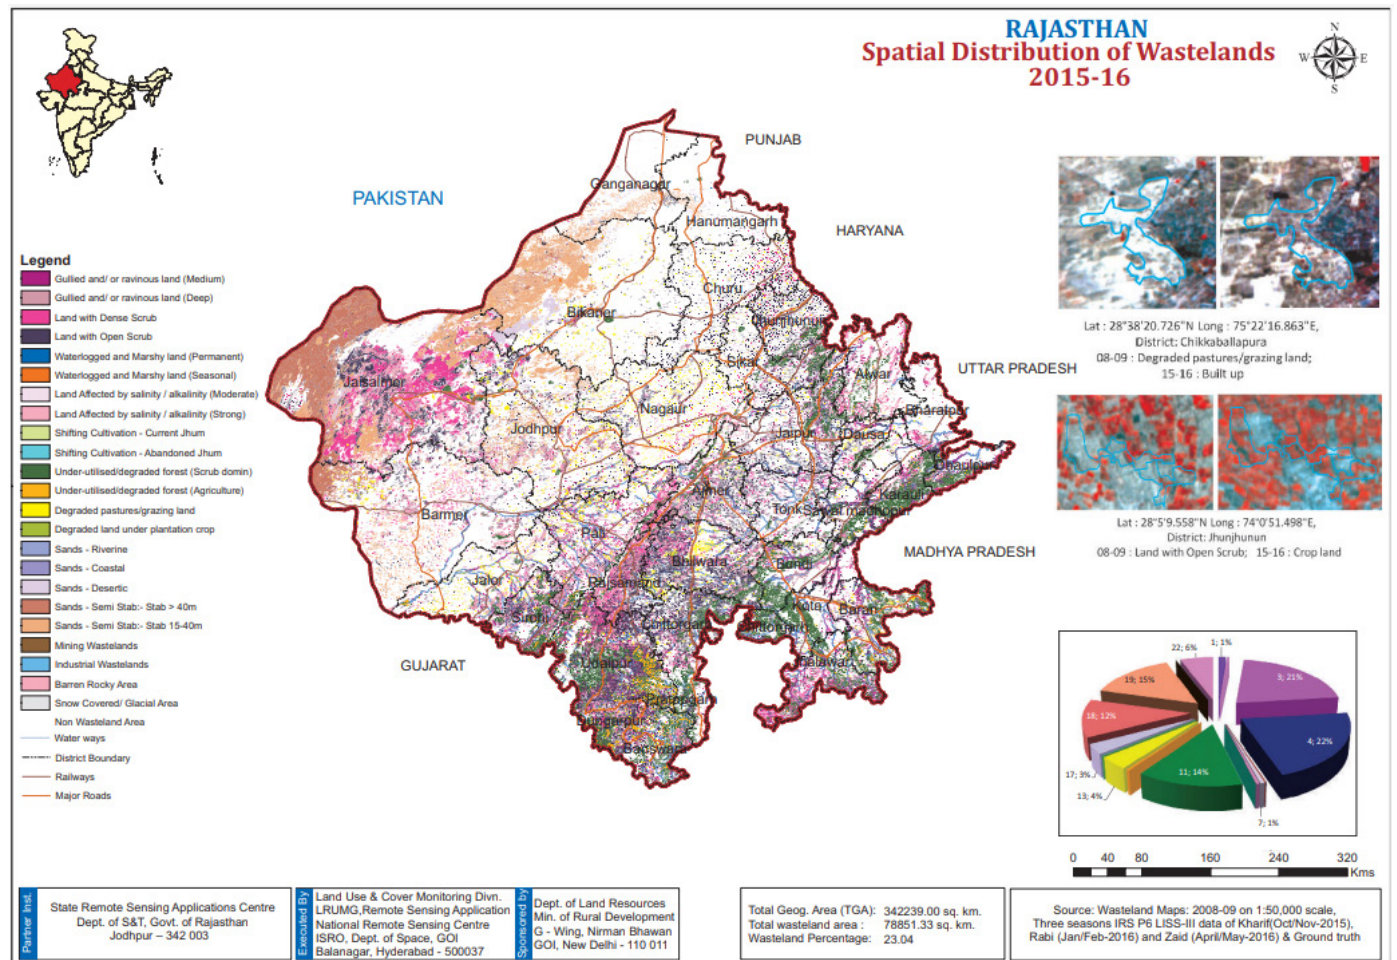 RAJASTHAN
Spatial Distribution of Wastelands
2015-16
N
W
E
S
PAKISTAN
PUNJAB
HARYANA
UTTAR PRADESH
MADHYA PRADESH
GUJARAT
Ganganagar
Hanumangarh
Churu
Bikaner
Jhunjhunun
Sikar
Alwar
Jaisalmer
Nagaur
Bharatpur
Jodhpur
Jaipur
Dausa
Dhaulpur
Ajmer
Karauli
Tonk
Sawai madhopur
Barmer
Pali
Bhilwara
Bundi
Jalor
Rajsamand
Kota
Baran
Sirohi
Chittorgarh
Chittorgarh
Udaipur
Jhalawar
Pratapgarh
Dungarpur
Banswara
Legend
Gullied and/ or ravinous land (Medium)
Gullied and/ or ravinous land (Deep)
Land with Dense Scrub
Land with Open Scrub
Waterlogged and Marshy land (Permanent)
Waterlogged and Marshy land (Seasonal)
Land Affected by salinity / alkalinity (Moderate)
Land Affected by salinity / alkalinity (Strong)
Shifting Cultivation - Current Jhum
Shifting Cultivation - Abandoned Jhum
Under-utilised/degraded forest (Scrub domin)
Under-utilised/degraded forest (Agriculture)
Degraded pastures/grazing land
Degraded land under plantation crop
Sands - Riverine
Sands - Coastal
Sands - Desertic
Sands - Semi Stab:- Stab > 40m
Sands - Semi Stab:- Stab 15-40m
Mining Wastelands
Industrial Wastelands
Barren Rocky Area
Snow Covered/ Glacial Area
Non Wasteland Area
Water ways
District Boundary
Railways
Major Roads
Lat : 28°38'20.726"N Long : 75°22'16.863"E,
District: Chikkaballapura
08-09 : Degraded pastures/grazing land;
15-16 : Built up
Lat : 28°5'9.558"N Long : 74°0'51.498"E,
District: Jhunjhunun
08-09 : Land with Open Scrub; 15-16 : Crop land
1; 1%
22; 6%
3; 21%
19; 15%
18; 12%
4; 22%
17; 3%
11; 14%
13; 4%
7; 1%
0 40 80 160 240 320
Kms
Partner Inst.
State Remote Sensing Applications Centre
Dept. of S&T, Govt. of Rajasthan
Jodhpur – 342 003
Executed By
Land Use & Cover Monitoring Divn.
LRUMG,Remote Sensing Application
National Remote Sensing Centre
ISRO, Dept. of Space, GOI
Balanagar, Hyderabad - 500037
Sponsored by
Dept. of Land Resources
Min. of Rural Development
G - Wing, Nirman Bhawan
GOI, New Delhi - 110 011
Total Geog. Area (TGA): 342239.00 sq. km.
Total wasteland area : 78851.33 sq. km.
Wasteland Percentage: 23.04
Source: Wasteland Maps: 2008-09 on 1:50,000 scale,
Three seasons IRS P6 LISS-III data of Kharif(Oct/Nov-2015),
Rabi (Jan/Feb-2016) and Zaid (April/May-2016) & Ground truth